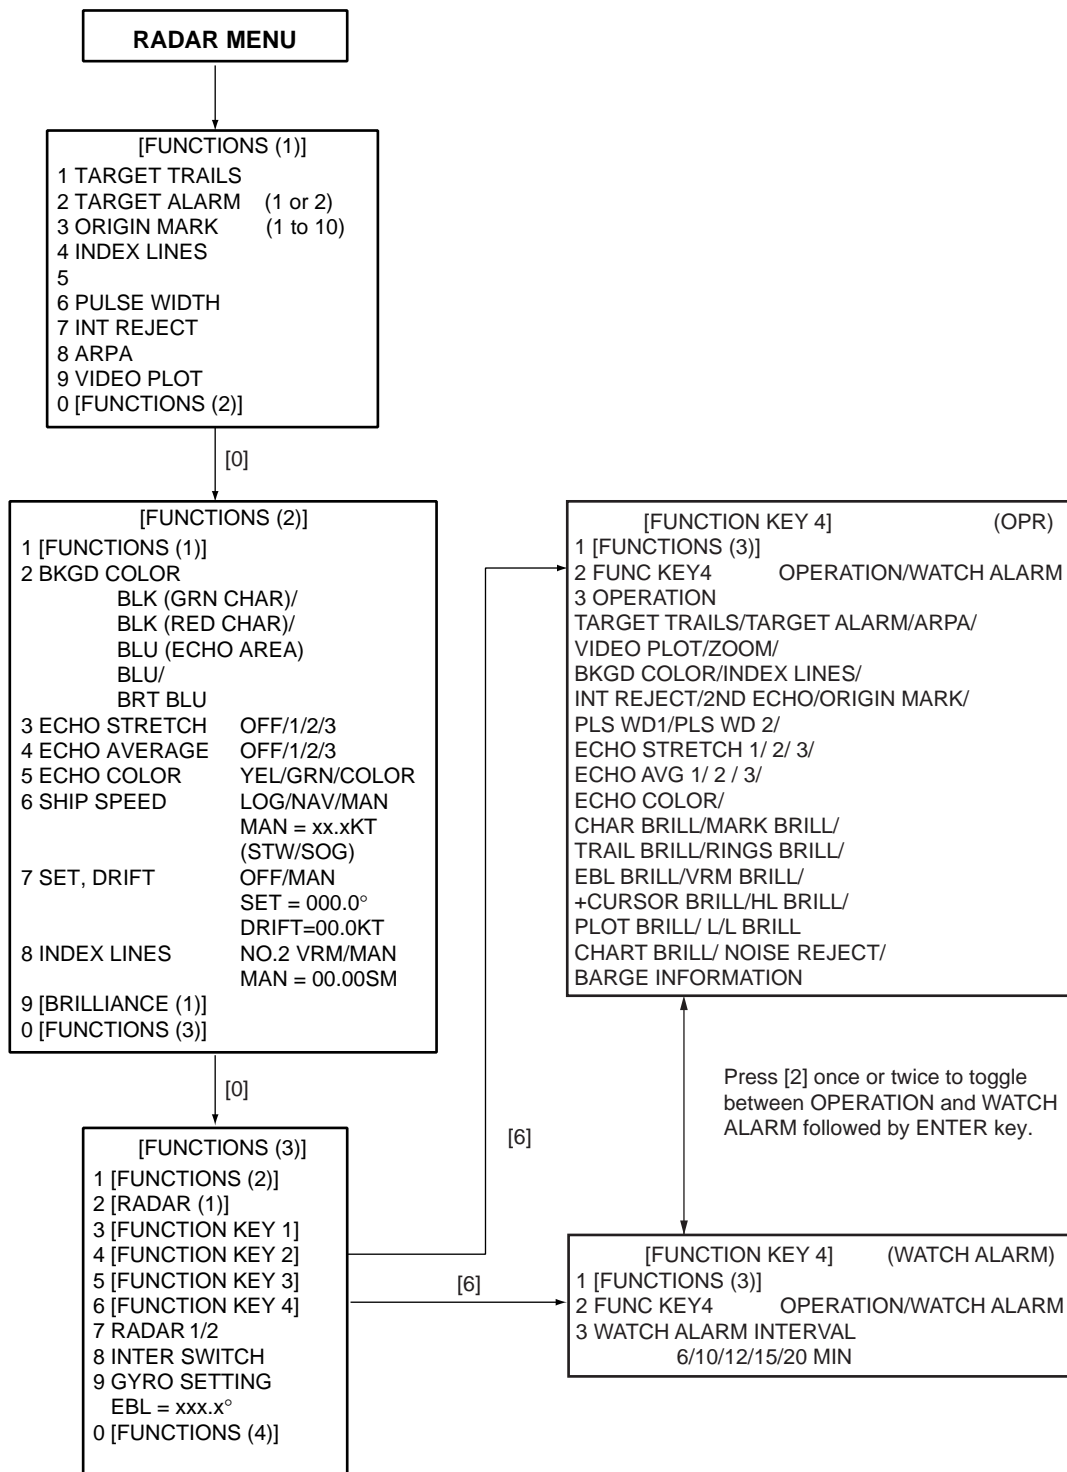 RADAR MENU
[FUNCTIONS (1)]
1 TARGET TRAILS
2 TARGET ALARM (1 or 2)
3 ORIGIN MARK (1 to 10)
4 INDEX LINES
5
6 PULSE WIDTH
7 INT REJECT
8 ARPA
9 VIDEO PLOT
0 [FUNCTIONS (2)]
[0]
[FUNCTIONS (2)]
1 [FUNCTIONS (1)]
2 BKGD COLOR
BLK (GRN CHAR)/
BLK (RED CHAR)/
BLU (ECHO AREA)
BLU/
BRT BLU
3 ECHO STRETCH OFF/1/2/3
4 ECHO AVERAGE OFF/1/2/3
5 ECHO COLOR YEL/GRN/COLOR
6 SHIP SPEED LOG/NAV/MAN
MAN = xx.xKT
(STW/SOG)
7 SET, DRIFT OFF/MAN
SET = 000.0°
DRIFT=00.0KT
8 INDEX LINES NO.2 VRM/MAN
MAN = 00.00SM
9 [BRILLIANCE (1)]
0 [FUNCTIONS (3)]
[0]
[FUNCTIONS (3)]
1 [FUNCTIONS (2)]
2 [RADAR (1)]
3 [FUNCTION KEY 1]
4 [FUNCTION KEY 2]
5 [FUNCTION KEY 3]
6 [FUNCTION KEY 4]
7 RADAR 1/2
8 INTER SWITCH
9 GYRO SETTING
EBL = xxx.x°
0 [FUNCTIONS (4)]
[6]
[6]
[FUNCTION KEY 4] (OPR)
1 [FUNCTIONS (3)]
2 FUNC KEY4 OPERATION/WATCH ALARM
3 OPERATION
TARGET TRAILS/TARGET ALARM/ARPA/
VIDEO PLOT/ZOOM/
BKGD COLOR/INDEX LINES/
INT REJECT/2ND ECHO/ORIGIN MARK/
PLS WD1/PLS WD 2/
ECHO STRETCH 1/ 2/ 3/
ECHO AVG 1/ 2 / 3/
ECHO COLOR/
CHAR BRILL/MARK BRILL/
TRAIL BRILL/RINGS BRILL/
EBL BRILL/VRM BRILL/
+CURSOR BRILL/HL BRILL/
PLOT BRILL/ L/L BRILL
CHART BRILL/ NOISE REJECT/
BARGE INFORMATION
Press [2] once or twice to toggle
between OPERATION and WATCH
ALARM followed by ENTER key.
[FUNCTION KEY 4] (WATCH ALARM)
1 [FUNCTIONS (3)]
2 FUNC KEY4 OPERATION/WATCH ALARM
3 WATCH ALARM INTERVAL
6/10/12/15/20 MIN